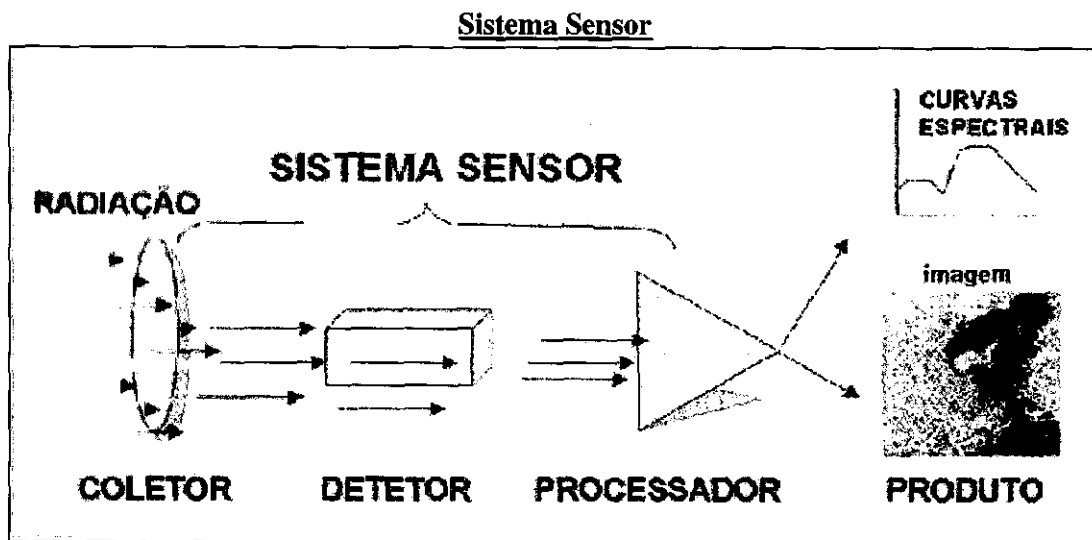 Sistema Sensor
CURVAS
ESPECTRAIS
SISTEMA SENSOR
RADIAÇÃO
imagem
COLETOR
DETETOR
PROCESSADOR
PRODUTO